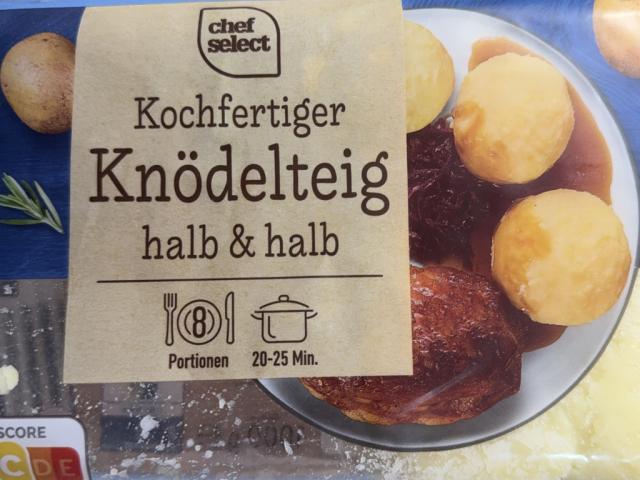 chef
select
Kochfertiger
Knödelteig
halb & halb
8
Portionen 20-25 Min.
SCORE
C D E